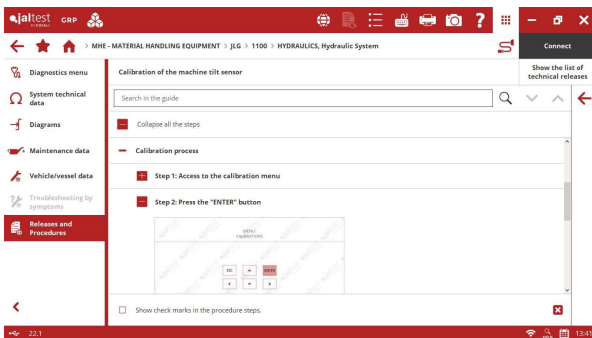 jaltest GRP
BY COJALI
MHE - MATERIAL HANDLING EQUIPMENT > JLG > 1100 > HYDRAULICS, Hydraulic System
Connect
Diagnostics menu
System technical
data
Diagrams
Maintenance data
Vehicle/vessel data
Troubleshooting by
symptoms
Releases and
Procedures
Calibration of the machine tilt sensor
Show the list of
technical releases
Search in the guide
Collapse all the steps
Calibration process
Step 1: Access to the calibration menu
Step 2: Press the "ENTER" button
MENU:
CALIBRATIONS
ESC
ENTER
Show check marks in the procedure steps.
22.1
100%
13:41